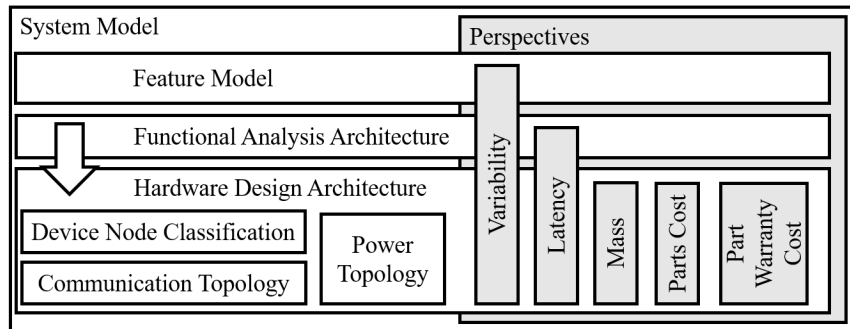 System Model
Perspectives
Feature Model
Functional Analysis Architecture
Hardware Design Architecture
Device Node Classification
Communication Topology
Power
Topology
Variability
Latency
Mass
Parts Cost
Part
Warranty
Cost